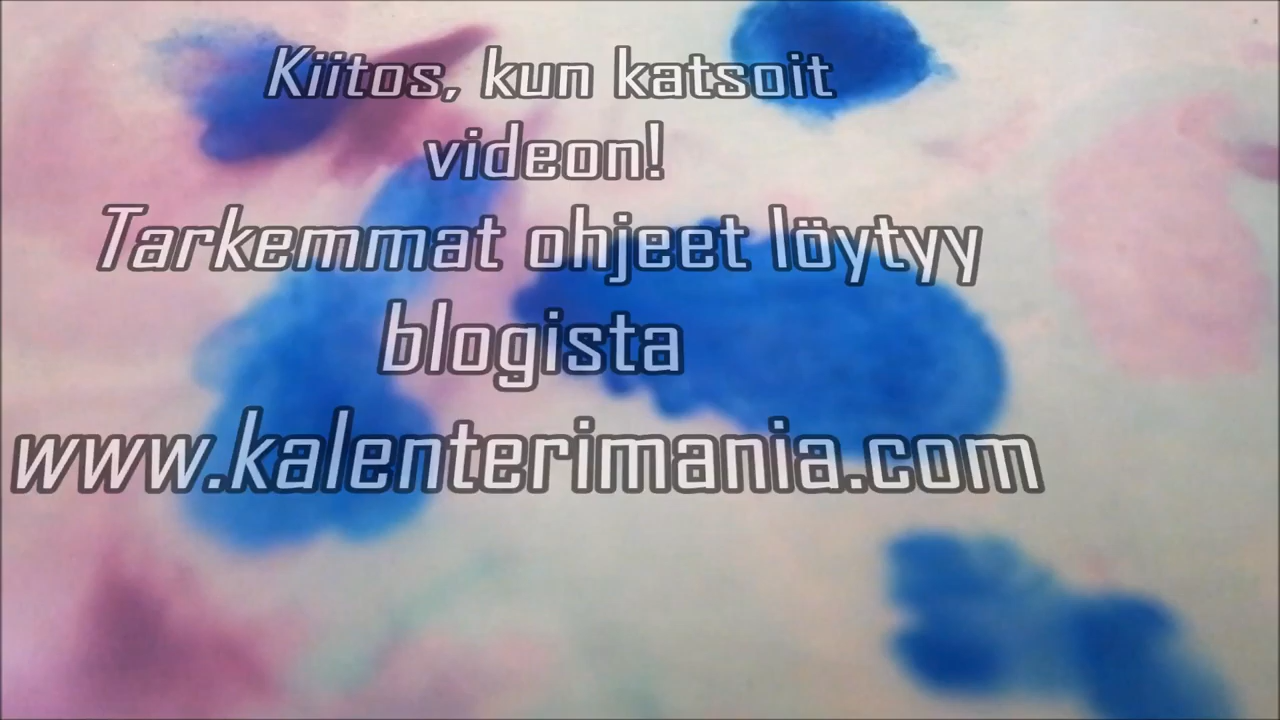 Kiitos, kun katsoit
videon!
Tarkemmat ohjeet löytyy
blogista
www.kalenterimania.com